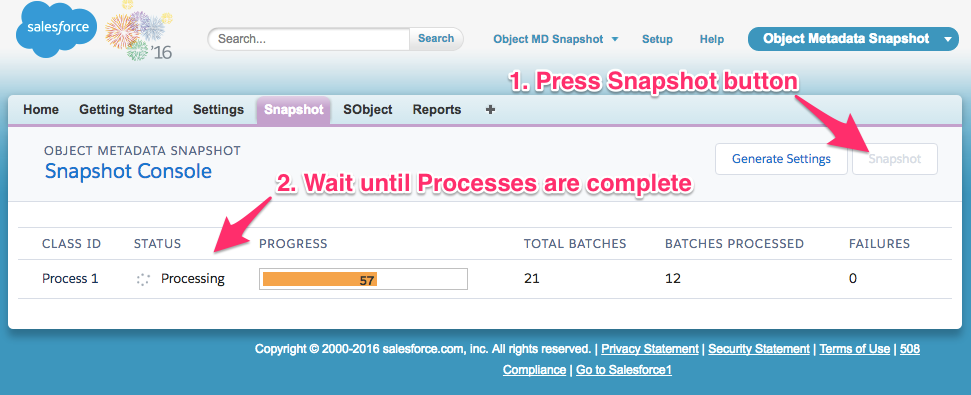 salesforce
'16
Search...
Search
Object MD Snapshot
Setup
Help
Object Metadata Snapshot
1. Press Snapshot button
Home Getting Started Settings Snapshot SObject Reports +
OBJECT METADATA SNAPSHOT
Snapshot Console
Generate Settings
Snapshot
2. Wait until Processes are complete
CLASS ID STATUS PROGRESS TOTAL BATCHES BATCHES PROCESSED FAILURES
Process 1 Processing 57 21 12 0
Copyright © 2000-2016 salesforce.com, inc. All rights reserved. | Privacy Statement | Security Statement | Terms of Use | 508
Compliance | Go to Salesforce1